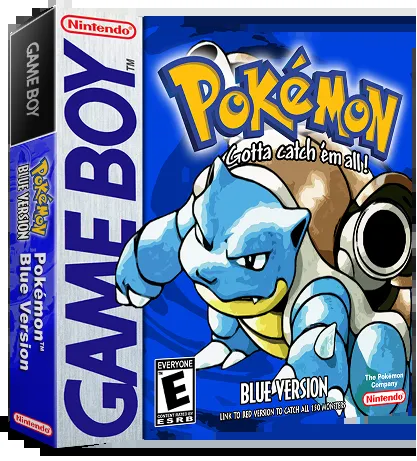 GAME BOY
POKéMON
BLUE VERSION
Pokémon™
Blue Version
Nintendo
Nintendo
GAME BOY™
POKéMON
Gotta catch 'em all!
EVERYONE
E
CONTENT RATED BY
ESRB
BLUE VERSION
LINK TO RED VERSION TO CATCH ALL 150 MONSTERS
The Pokémon
Company
Nintendo